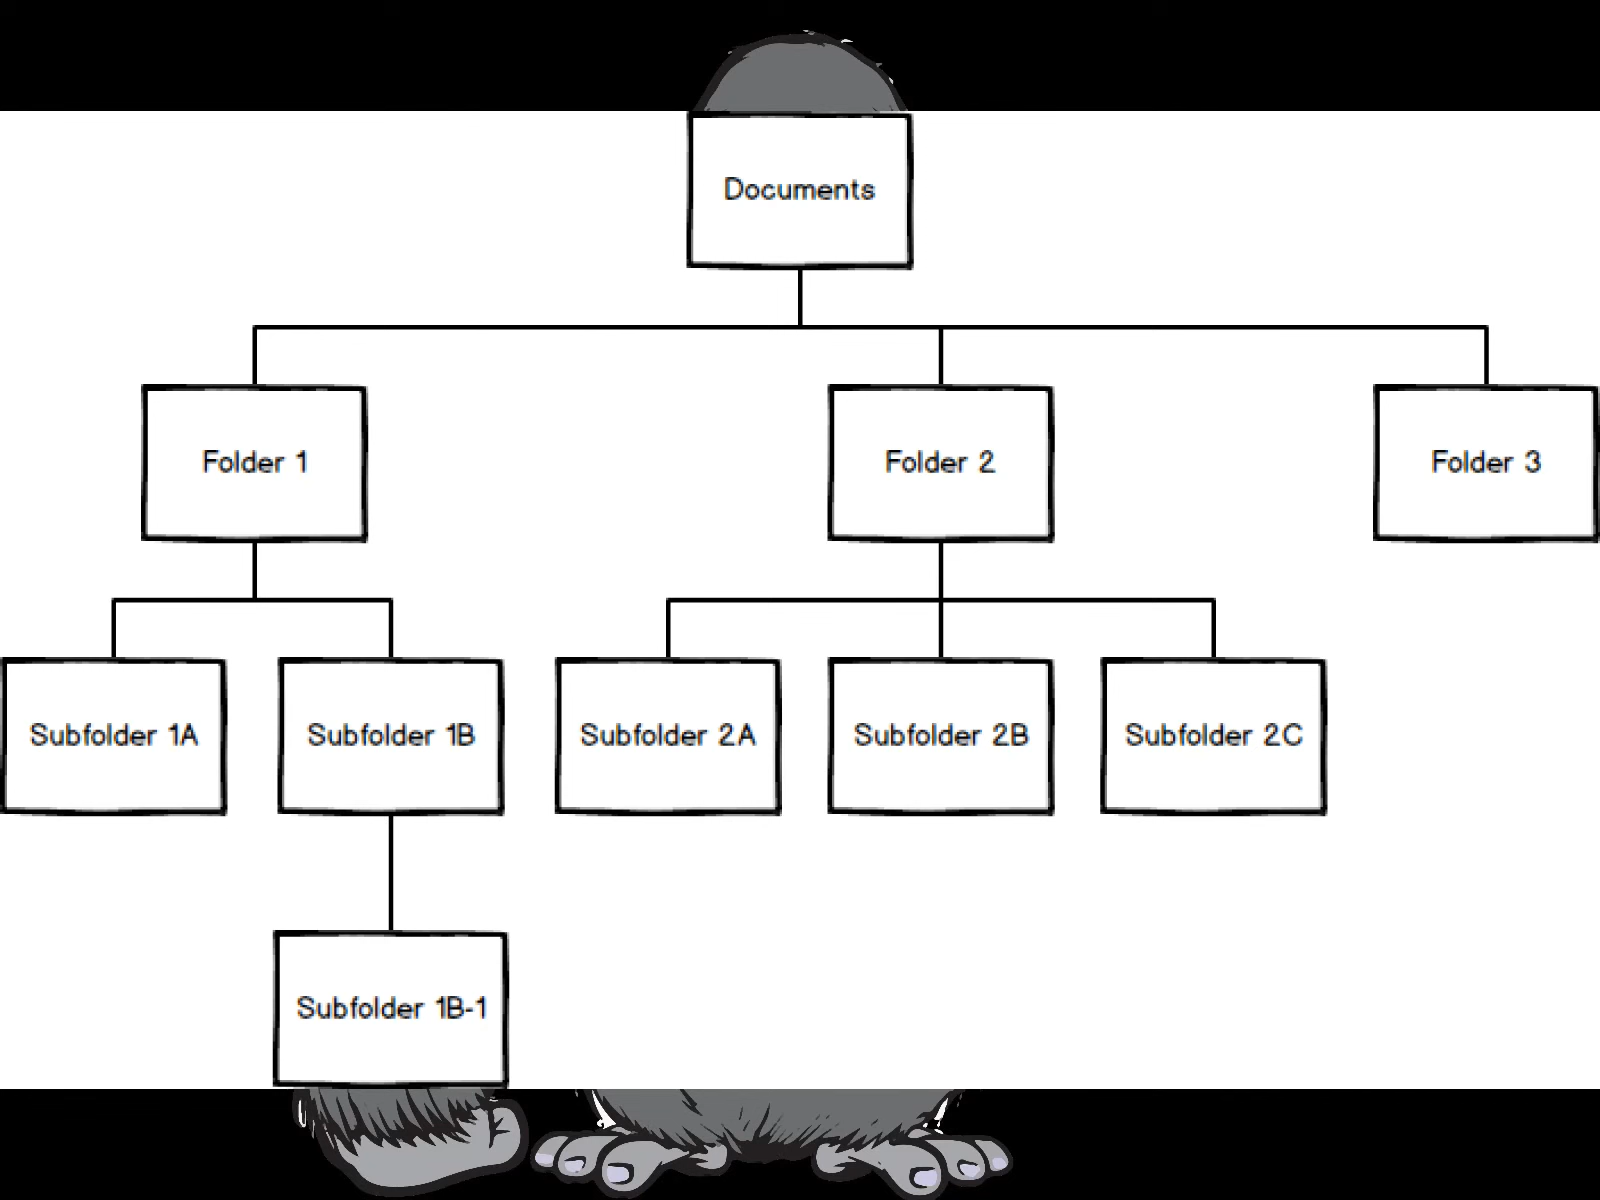 Documents
Folder 1
Folder 2
Folder 3
Subfolder 1A
Subfolder 1B
Subfolder 2A
Subfolder 2B
Subfolder 2C
Subfolder 1B-1